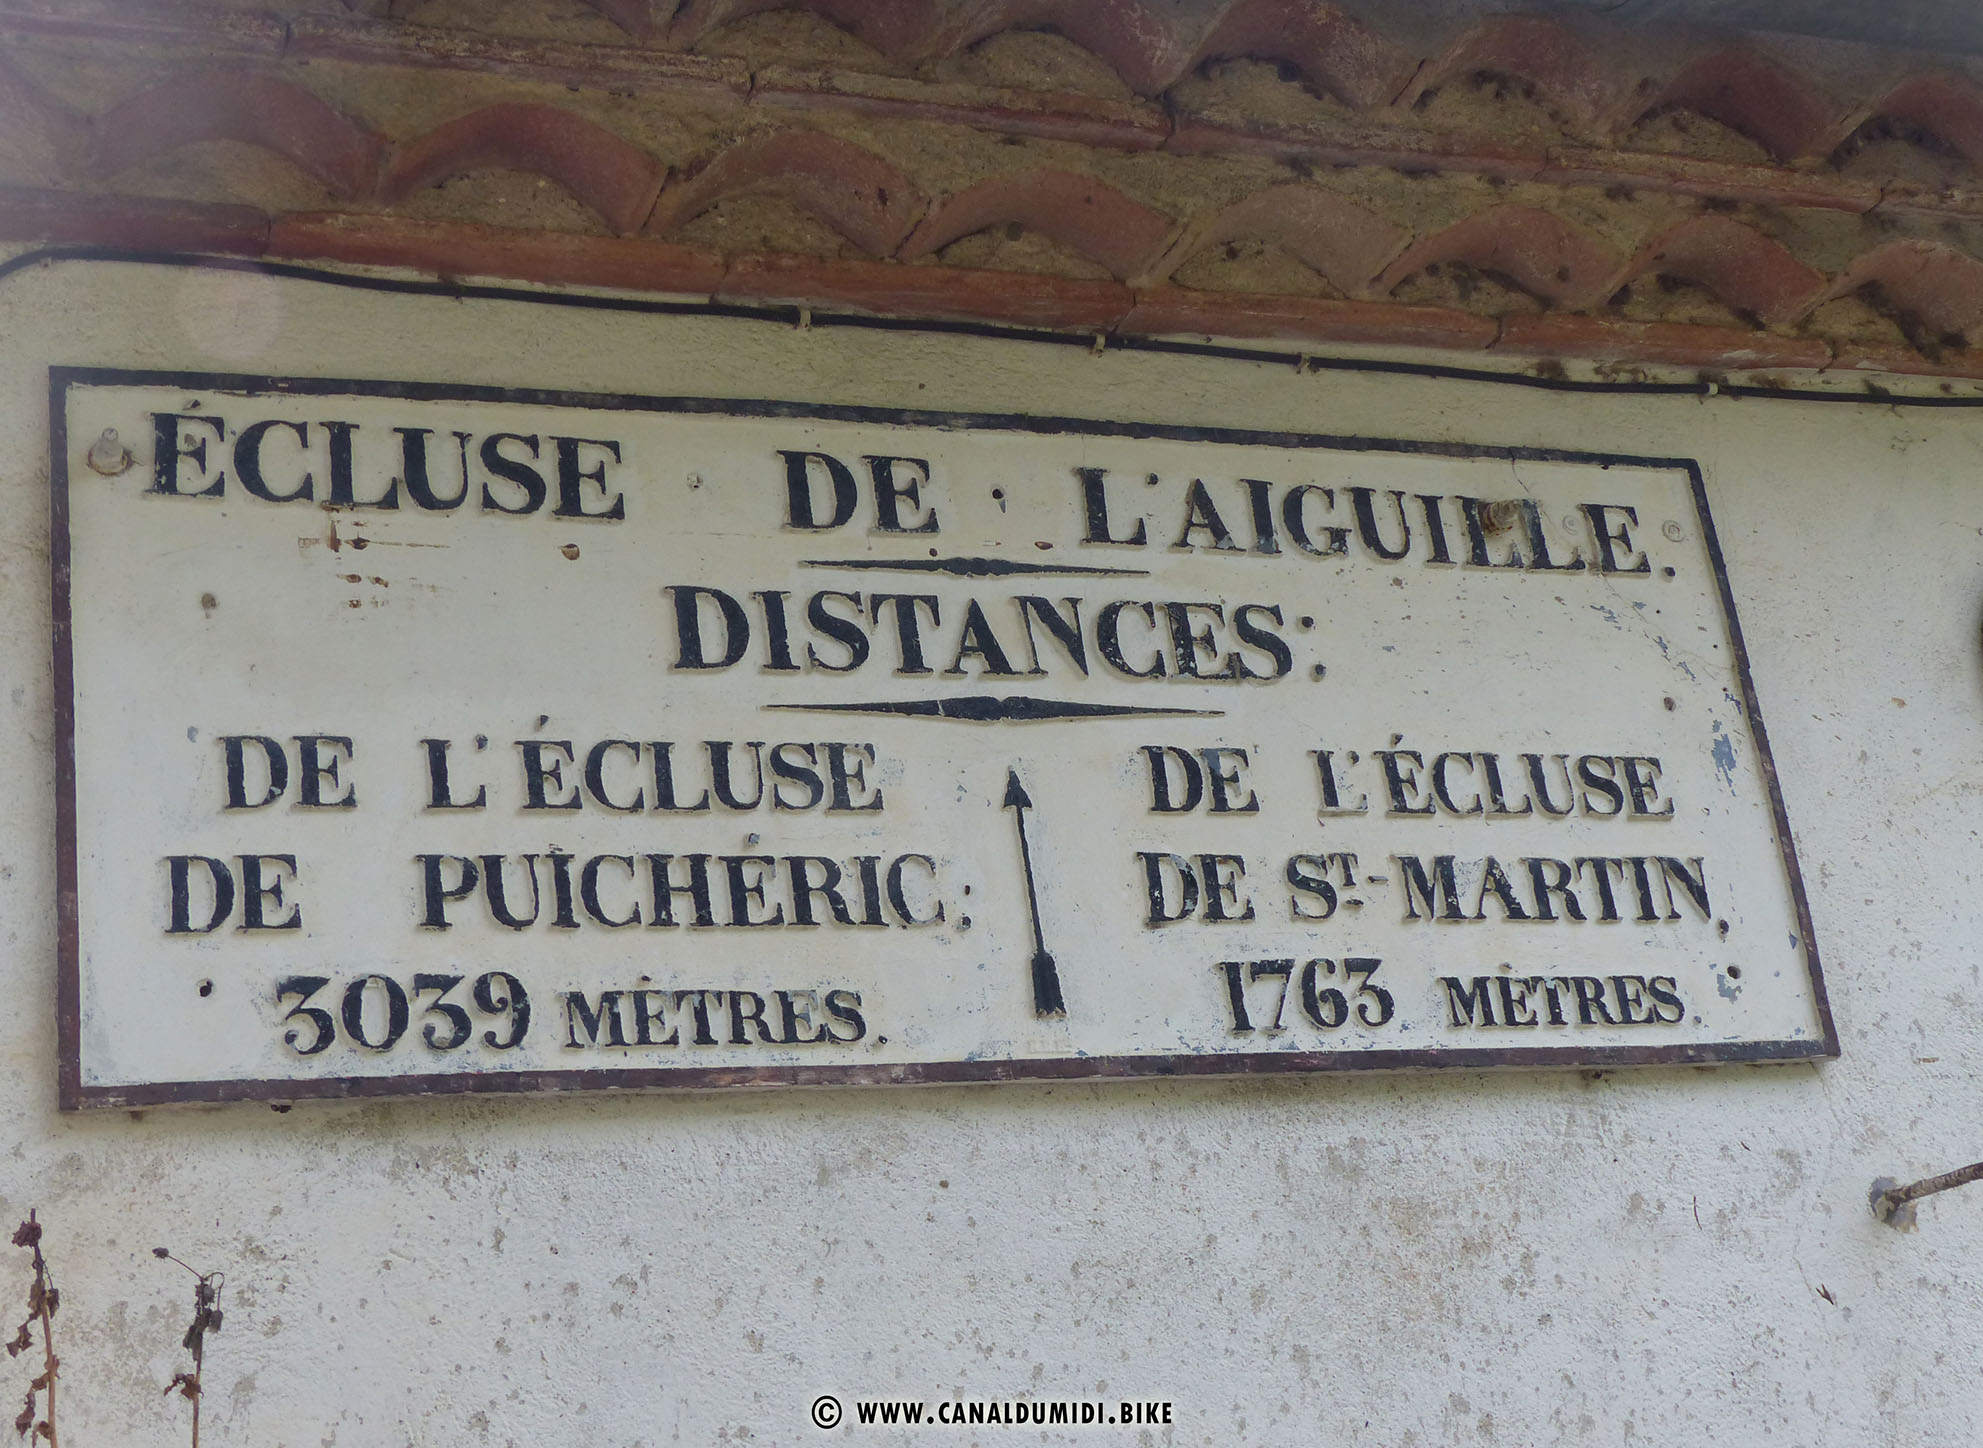 ÉCLUSE DE L'AIGUILLE.
DISTANCES:
DE L'ÉCLUSE
DE PUICHÉRIC:
3039 MÈTRES.
DE L'ÉCLUSE
DE ST-MARTIN,
1763 MÈTRES.
© WWW.CANALDUMIDI.BIKE